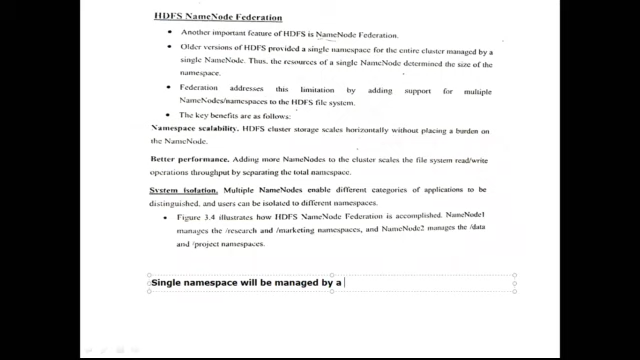 HDFS NameNode Federation
• Another important feature of HDFS is NameNode Federation.
• Older versions of HDFS provided a single namespace for the entire cluster managed by a
single NameNode. Thus, the resources of a single NameNode determined the size of the
namespace.
• Federation addresses this limitation by adding support for multiple
NameNodes/namespaces to the HDFS file system.
• The key benefits are as follows:
Namespace scalability. HDFS cluster storage scales horizontally without placing a burden on
the NameNode.
Better performance. Adding more NameNodes to the cluster scales the file system read/write
operations throughput by separating the total namespace.
System isolation. Multiple NameNodes enable different categories of applications to be
distinguished, and users can be isolated to different namespaces.
• Figure 3.4 illustrates how HDFS NameNode Federation is accomplished. NameNode1
manages the /research and /marketing namespaces, and NameNode2 manages the /data
and /project namespaces.
Single namespace will be managed by a